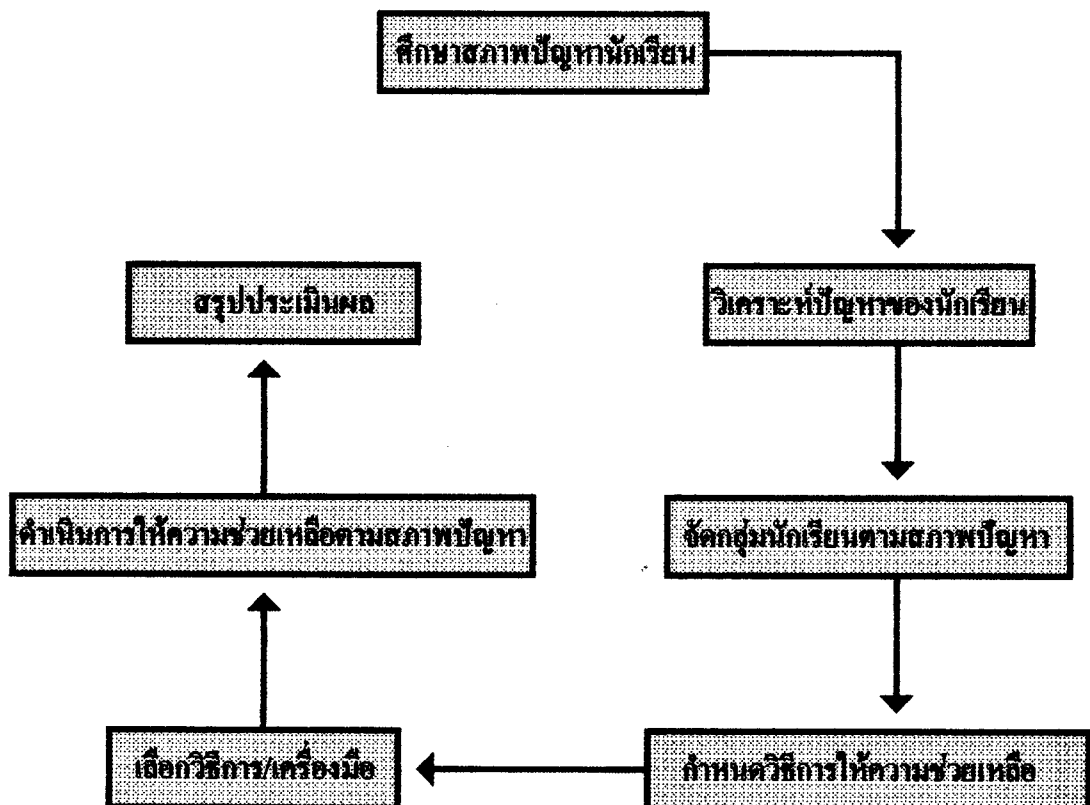 ศึกษาสภาพปัญหานักเรียน
วิเคราะห์ปัญหาของนักเรียน
จัดกลุ่มนักเรียนตามสภาพปัญหา
กำหนดวิธีการให้ความช่วยเหลือ
เลือกวิธีการ/เครื่องมือ
ดำเนินการให้ความช่วยเหลือตามสภาพปัญหา
สรุปประเมินผล